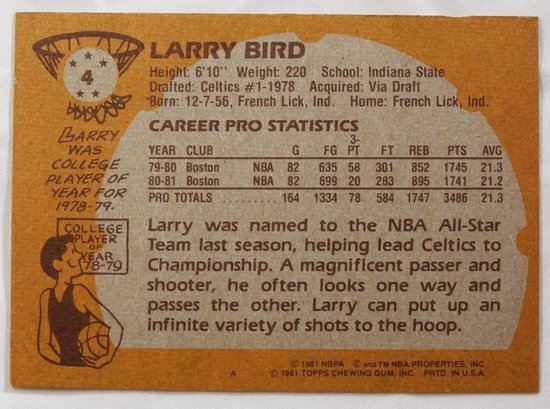 4
LARRY BIRD
Height: 6'10" Weight: 220 School: Indiana State
Drafted: Celtics #1-1978 Acquired: Via Draft
Born: 12-7-56, French Lick, Ind. Home: French Lick, Ind.
CAREER PRO STATISTICS
YEAR CLUB G FG 3-PT FT REB PTS AVG
79-80 Boston NBA 82 635 58 301 852 1745 21.3
80-81 Boston NBA 82 699 20 283 895 1741 21.2
PRO TOTALS ......... 164 1334 78 584 1747 3486 21.3
LARRY
WAS
COLLEGE
PLAYER OF
YEAR FOR
1978-79.
COLLEGE
PLAYER
OF
YEAR
'78-79
Larry was named to the NBA All-Star
Team last season, helping lead Celtics to
Championship. A magnificent passer and
shooter, he often looks one way and
passes the other. Larry can put up an
infinite variety of shots to the hoop.
© 1981 NBPA © and TM NBA PROPERTIES, INC.
A © 1981 TOPPS CHEWING GUM, INC. PRTD. IN U.S.A.